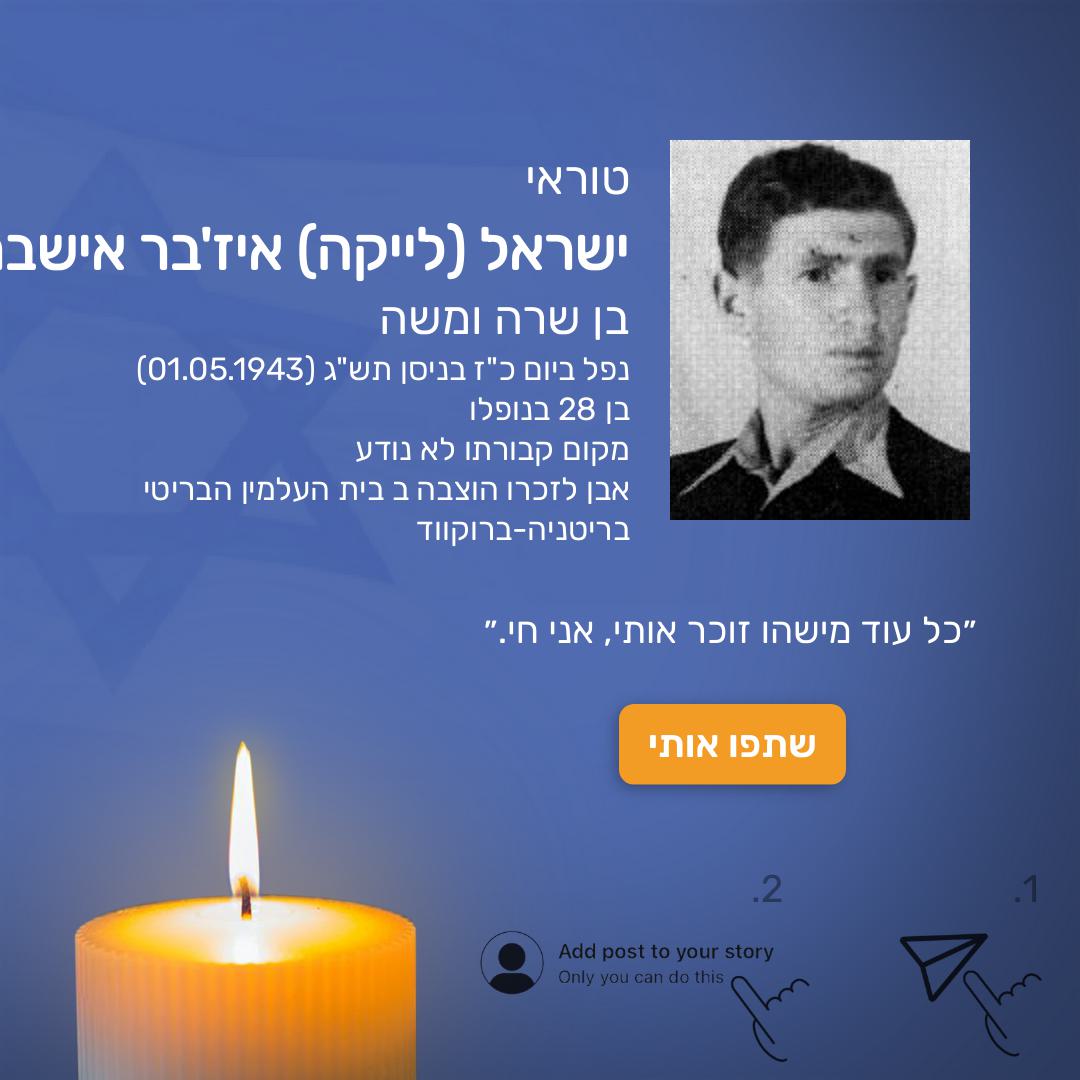 טוראי
ישראל (לייקה) איז'בר
בן שרה ומשה
נפל ביום כ"ז בניסן תש"ג (01.05.1943)
בן 28 בנופלו
מקום קבורתו לא נודע
אבן לזכרו הוצבה ב בית העלמין הבריטי
בריטניה-ברוקווד
״כל עוד מישהו זוכר אותי, אני חי.״
שתפו אותי
1.
2.
Add post to your story
Only you can do this